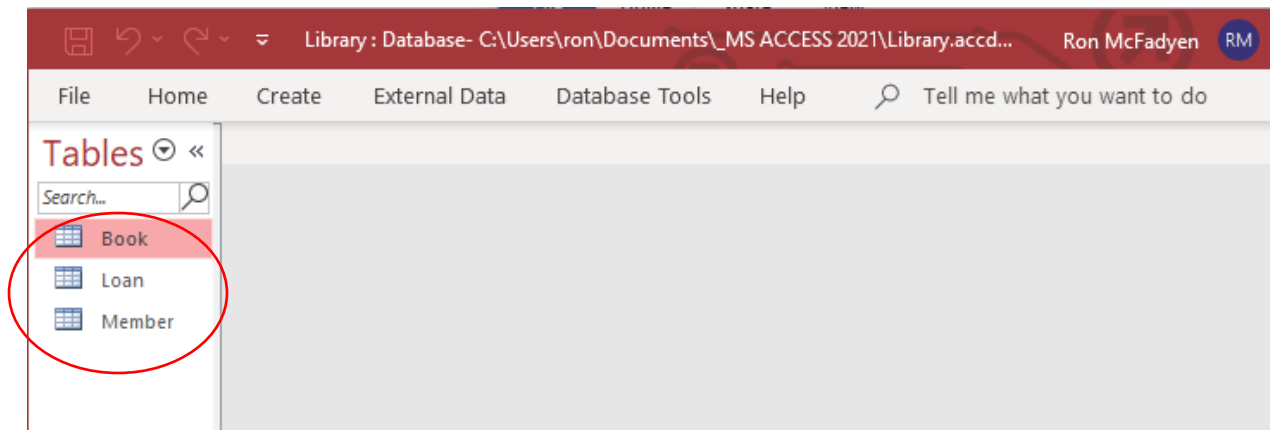 Library : Database- C:\Users\ron\Documents\_MS ACCESS 2021\Library.accd... Ron McFadyen RM
File Home Create External Data Database Tools Help Tell me what you want to do
Tables
Search...
Book
Loan
Member